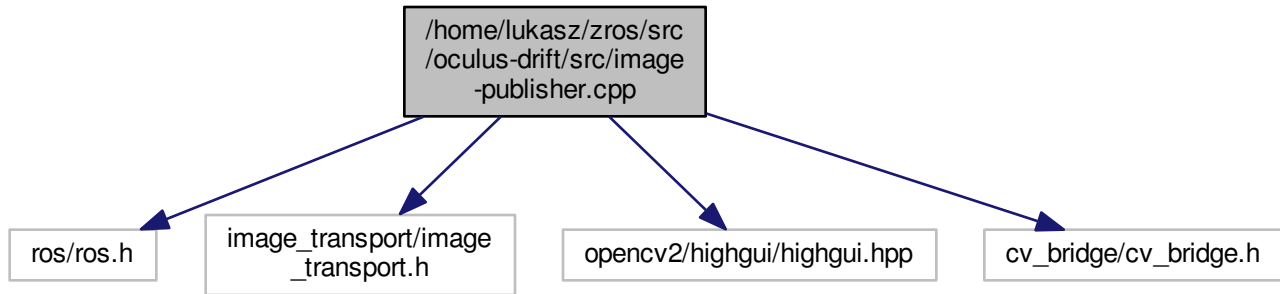 /home/lukasz/zros/src
/oculus-drift/src/image
-publisher.cpp
ros/ros.h
image_transport/image
_transport.h
opencv2/highgui/highgui.hpp
cv_bridge/cv_bridge.h